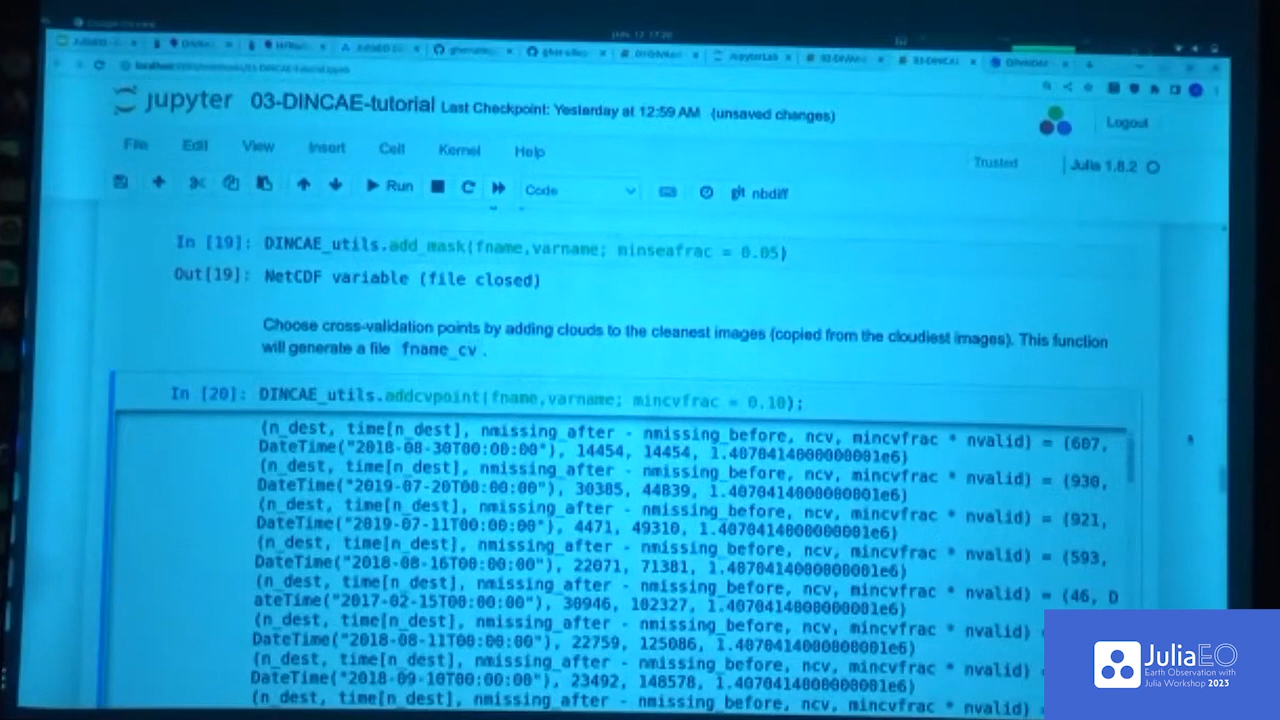 jupyter 03-DINCAE-tutorial Last Checkpoint: Yesterday at 12:59 AM (unsaved changes)
Logout
File Edit View Insert Cell Kernel Help
Trusted Julia 1.8.2
Run Code nbdiff
In [19]: DINCAE_utils.add_mask(fname,varname; minseafrac = 0.05)
Out[19]: NetCDF variable (file closed)
Choose cross-validation points by adding clouds to the cleanest images (copied from the cloudiest images). This function
will generate a file fname_cv .
In [20]: DINCAE_utils.addcvpoint(fname,varname; mincvfrac = 0.10);
(n_dest, time[n_dest], nmissing_after - nmissing_before, ncv, mincvfrac * nvalid) = (607,
DateTime("2018-08-30T00:00:00"), 14454, 14454, 1.4070414000000001e6)
(n_dest, time[n_dest], nmissing_after - nmissing_before, ncv, mincvfrac * nvalid) = (930,
DateTime("2019-07-20T00:00:00"), 30385, 44839, 1.4070414000000001e6)
(n_dest, time[n_dest], nmissing_after - nmissing_before, ncv, mincvfrac * nvalid) = (921,
DateTime("2019-07-11T00:00:00"), 4471, 49310, 1.4070414000000001e6)
(n_dest, time[n_dest], nmissing_after - nmissing_before, ncv, mincvfrac * nvalid) = (593,
DateTime("2018-08-16T00:00:00"), 22071, 71381, 1.4070414000000001e6)
(n_dest, time[n_dest], nmissing_after - nmissing_before, ncv, mincvfrac * nvalid) = (46, D
ateTime("2017-02-15T00:00:00"), 30946, 102327, 1.4070414000000001e6)
(n_dest, time[n_dest], nmissing_after - nmissing_before, ncv, mincvfrac * nvalid)
DateTime("2018-08-11T00:00:00"), 22759, 125086, 1.4070414000000001e6)
(n_dest, time[n_dest], nmissing_after - nmissing_before, ncv, mincvfrac * nvalid)
DateTime("2018-09-10T00:00:00"), 23492, 148578, 1.4070414000000001e6)
(n_dest, time[n_dest], nmissing_after - nmissing_before, ncv, mincvfrac * nvalid)
JuliaEO
Earth Observation with
Julia Workshop 2023